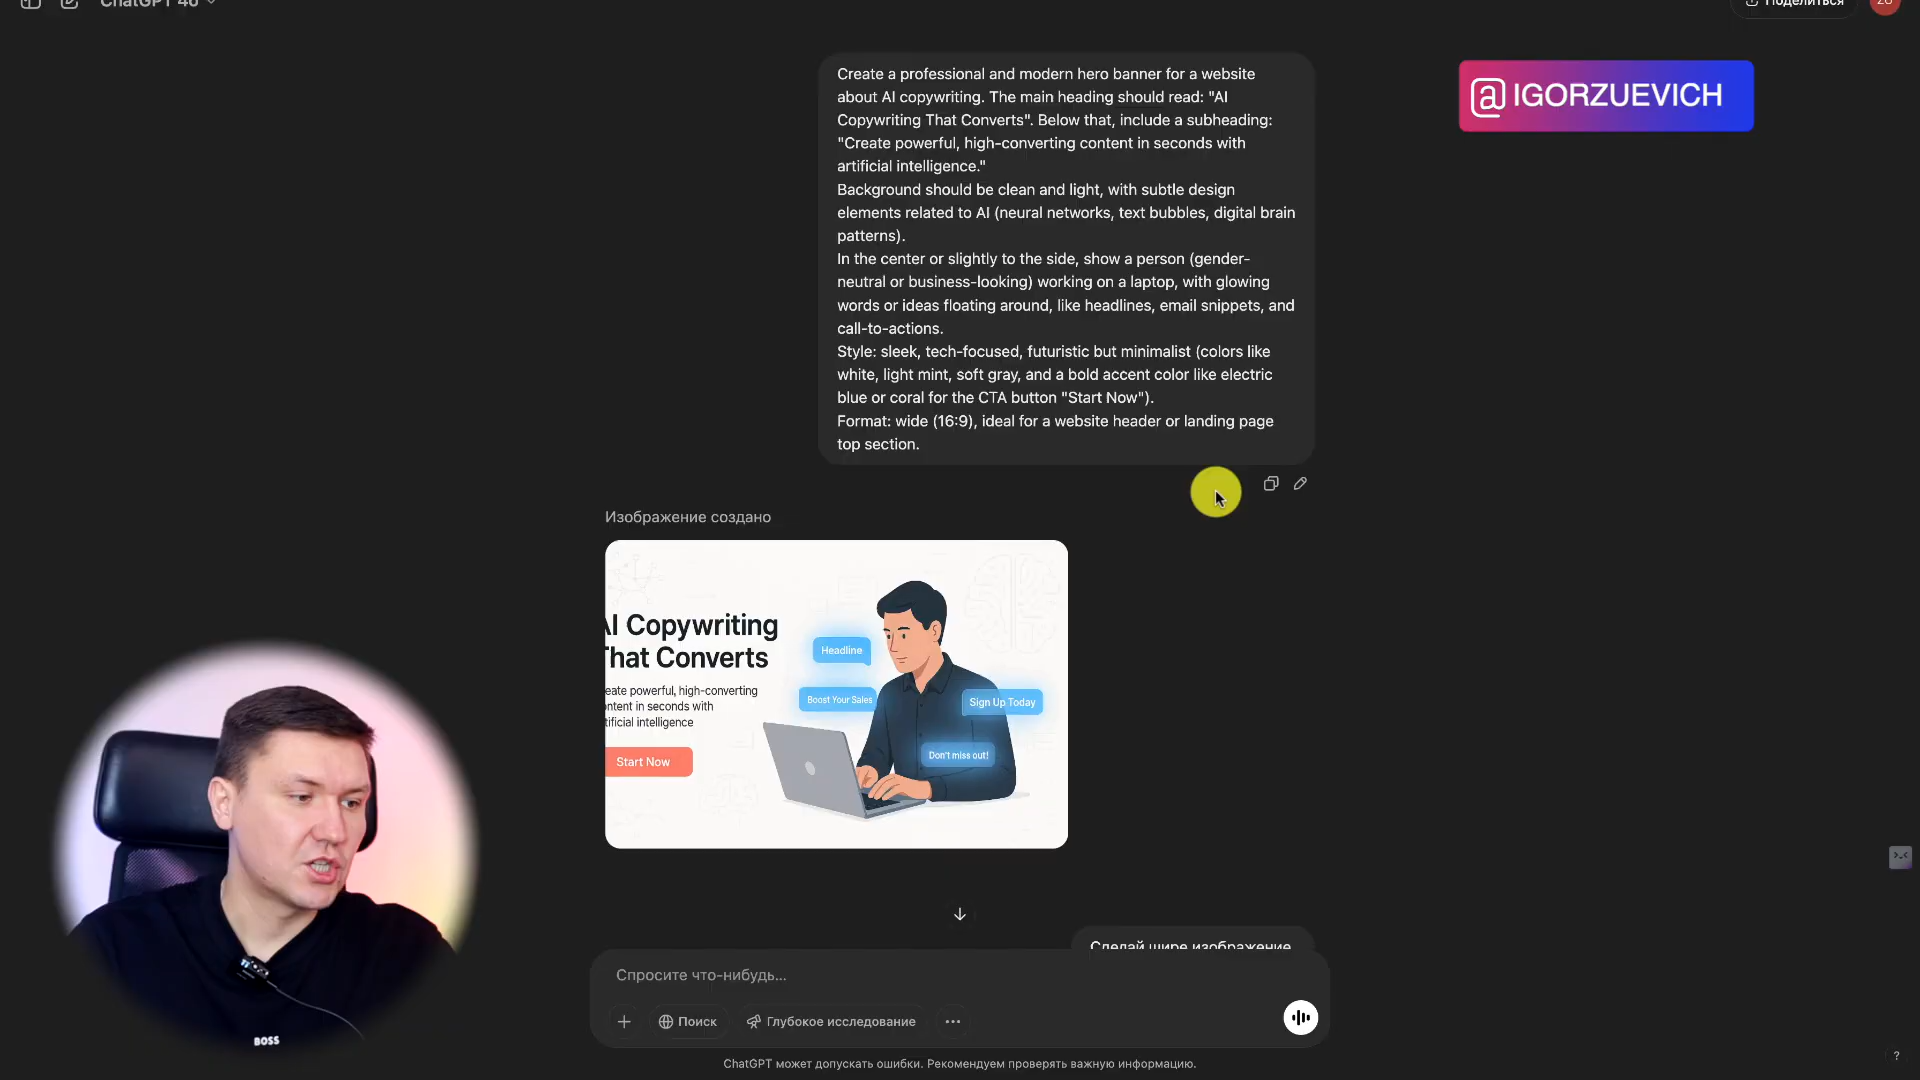 ChatGPT 4o
Поделиться
@IGORZUEVICH
Create a professional and modern hero banner for a website
about AI copywriting. The main heading should read: "AI
Copywriting That Converts". Below that, include a subheading:
"Create powerful, high-converting content in seconds with
artificial intelligence."
Background should be clean and light, with subtle design
elements related to AI (neural networks, text bubbles, digital brain
patterns).
In the center or slightly to the side, show a person (gender-
neutral or business-looking) working on a laptop, with glowing
words or ideas floating around, like headlines, email snippets, and
call-to-actions.
Style: sleek, tech-focused, futuristic but minimalist (colors like
white, light mint, soft gray, and a bold accent color like electric
blue or coral for the CTA button "Start Now").
Format: wide (16:9), ideal for a website header or landing page
top section.
Изображение создано
AI Copywriting
That Converts
eate powerful, high-converting
ontent in seconds with
tificial intelligence
Start Now
Headline
Boost Your Sales
Sign Up Today
Don't miss out!
Сделай шире изображение
Спросите что-нибудь...
Поиск
Глубокое исследование
ChatGPT может допускать ошибки. Рекомендуем проверять важную информацию.
?
BOSS